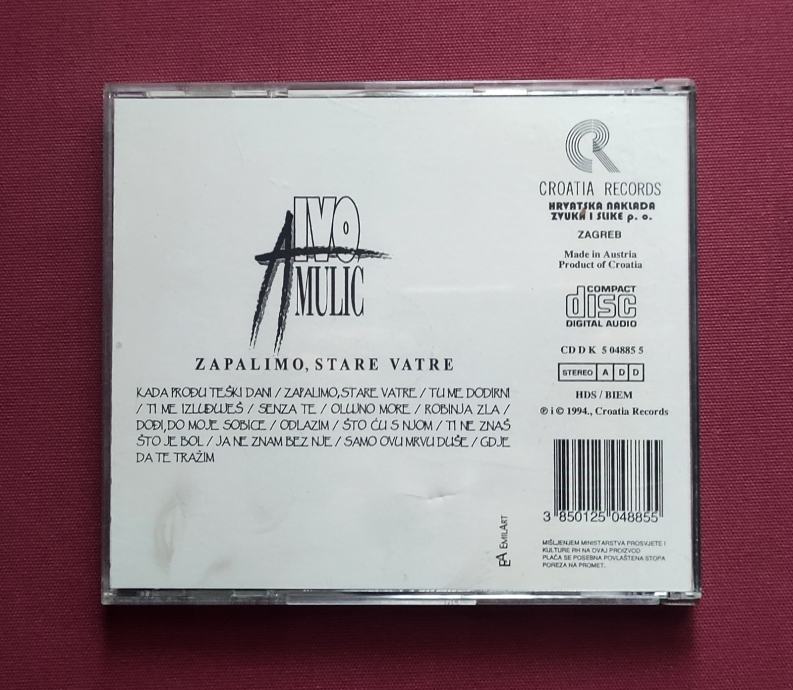 IVO
A MULIC
ZAPALIMO, STARE VATRE
KADA PROĐU TEŠKI DANI / ZAPALIMO, STARE VATRE / TU ME DODIRNI
/ TI ME IZLUĐUJEŠ / SENZA TE / OLUJNO MORE / ROBINJA ZLA /
DOĐI, DO MOJE SOBICE / ODLAZIM / ŠTO ĆU S NJOM / TI NE ZNAŠ
ŠTO JE BOL / JA NE ZNAM BEZ NJE / SAMO OVU MRVU DUŠE / GDJE
DA TE TRAŽIM
EA EMILART
CR
CROATIA RECORDS
HRVATSKA NAKLADA
ZVUKA I SLIKE p. o.
ZAGREB
Made in Austria
Product of Croatia
COMPACT
disc
DIGITAL AUDIO
CD D K 5 04885 5
STEREO A D D
HDS / BIEM
℗ i © 1994., Croatia Records
3 850125 048855
MIŠLJENJEM MINISTARSTVA PROSVJETE I
KULTURE RH NA OVAJ PROIZVOD
PLAĆA SE POSEBNA POVLAŠTENA STOPA
POREZA NA PROMET.